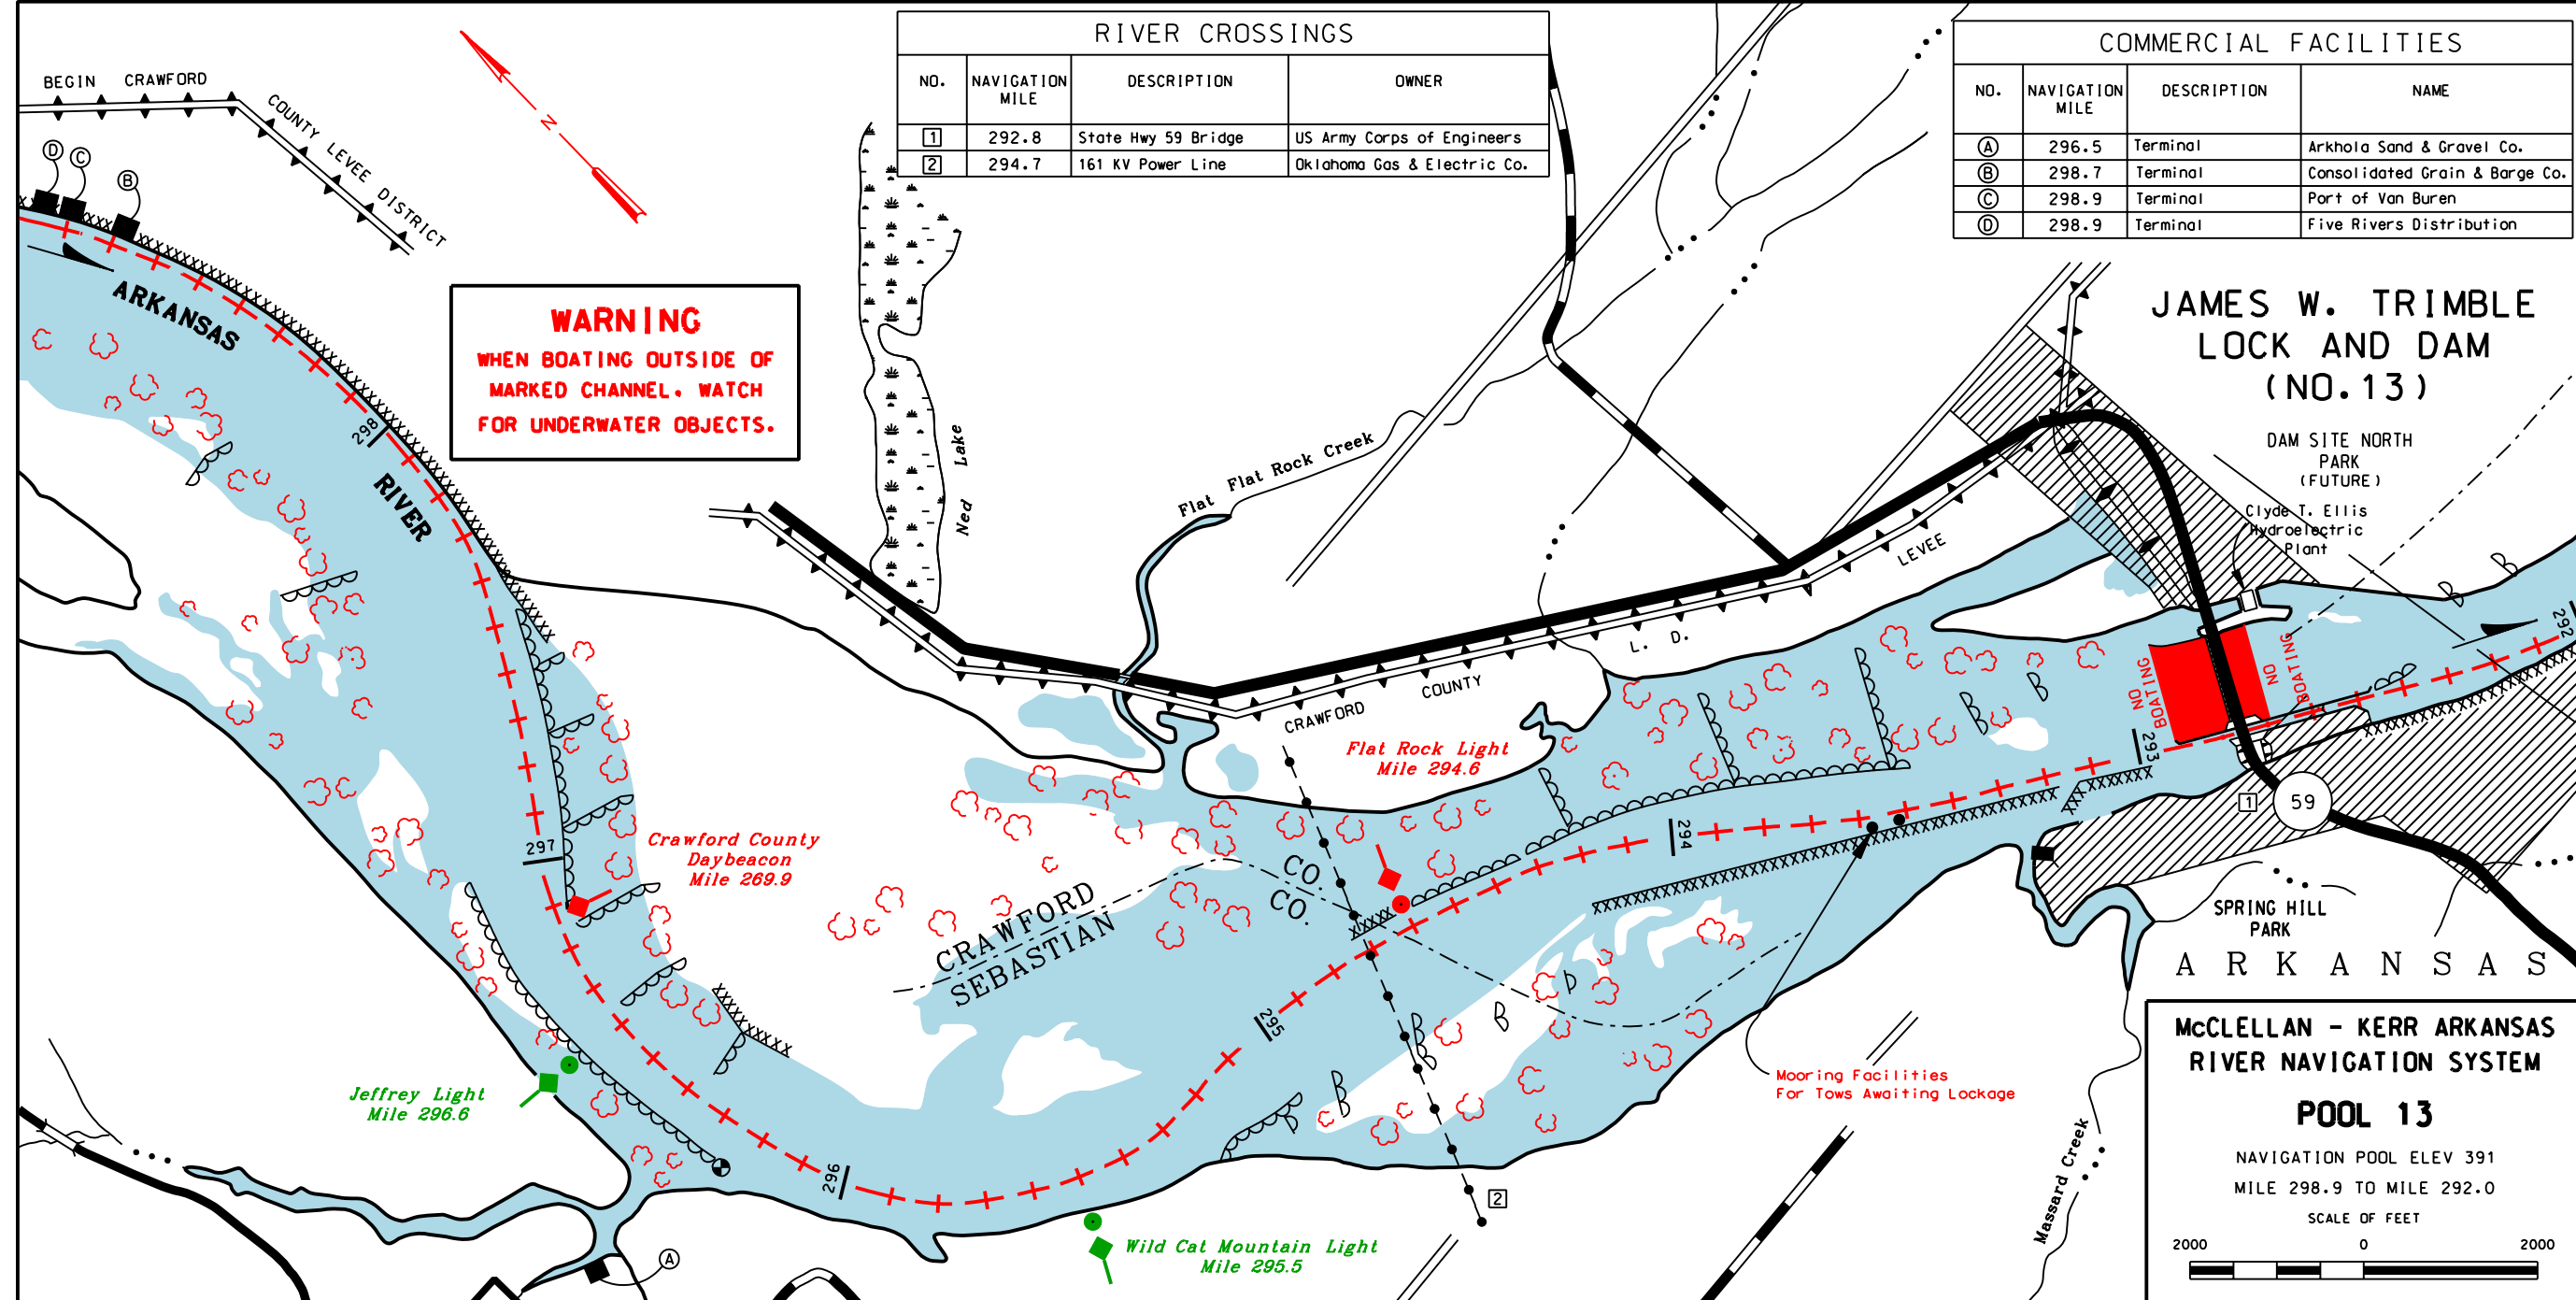 RIVER CROSSINGS
NO. NAVIGATION MILE DESCRIPTION OWNER
1 292.8 State Hwy 59 Bridge US Army Corps of Engineers
2 294.7 161 KV Power Line Oklahoma Gas & Electric Co.
COMMERCIAL FACILITIES
NO. NAVIGATION MILE DESCRIPTION NAME
A 296.5 Terminal Arkhola Sand & Gravel Co.
B 298.7 Terminal Consolidated Grain & Barge Co.
C 298.9 Terminal Port of Van Buren
D 298.9 Terminal Five Rivers Distribution
BEGIN CRAWFORD
COUNTY LEVEE DISTRICT
D
C
B
N
ARKANSAS
RIVER
298
WARNING
WHEN BOATING OUTSIDE OF
MARKED CHANNEL. WATCH
FOR UNDERWATER OBJECTS.
Ned Lake
Flat Flat Rock Creek
JAMES W. TRIMBLE
LOCK AND DAM
(NO.13)
DAM SITE NORTH
PARK
(FUTURE)
Clyde T. Ellis
Hydroelectric
Plant
CRAWFORD COUNTY L. D. LEVEE
292
NO
BOATING
NO
BOATING
293
1
59
Flat Rock Light
Mile 294.6
294
297
Crawford County
Daybeacon
Mile 269.9
CRAWFORD CO.
SEBASTIAN CO.
SPRING HILL
PARK
ARKANSAS
295
Jeffrey Light
Mile 296.6
Mooring Facilities
For Tows Awaiting Lockage
Massard Creek
296
2
A
Wild Cat Mountain Light
Mile 295.5
McCLELLAN - KERR ARKANSAS
RIVER NAVIGATION SYSTEM
POOL 13
NAVIGATION POOL ELEV 391
MILE 298.9 TO MILE 292.0
SCALE OF FEET
2000 0 2000